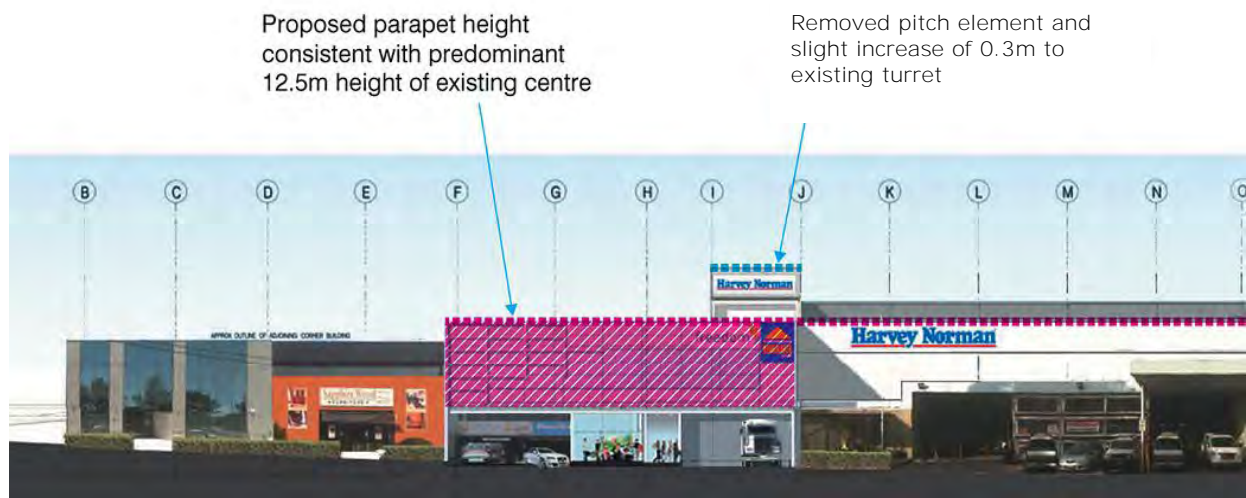 Proposed parapet height
consistent with predominant
12.5m height of existing centre
Removed pitch element and
slight increase of 0.3m to
existing turret
B C D E F G H I J K L M N O
Harvey Norman
APPROX OUTLINE OF ADJOINING CORNER BUILDING
freedom
Harvey Norman